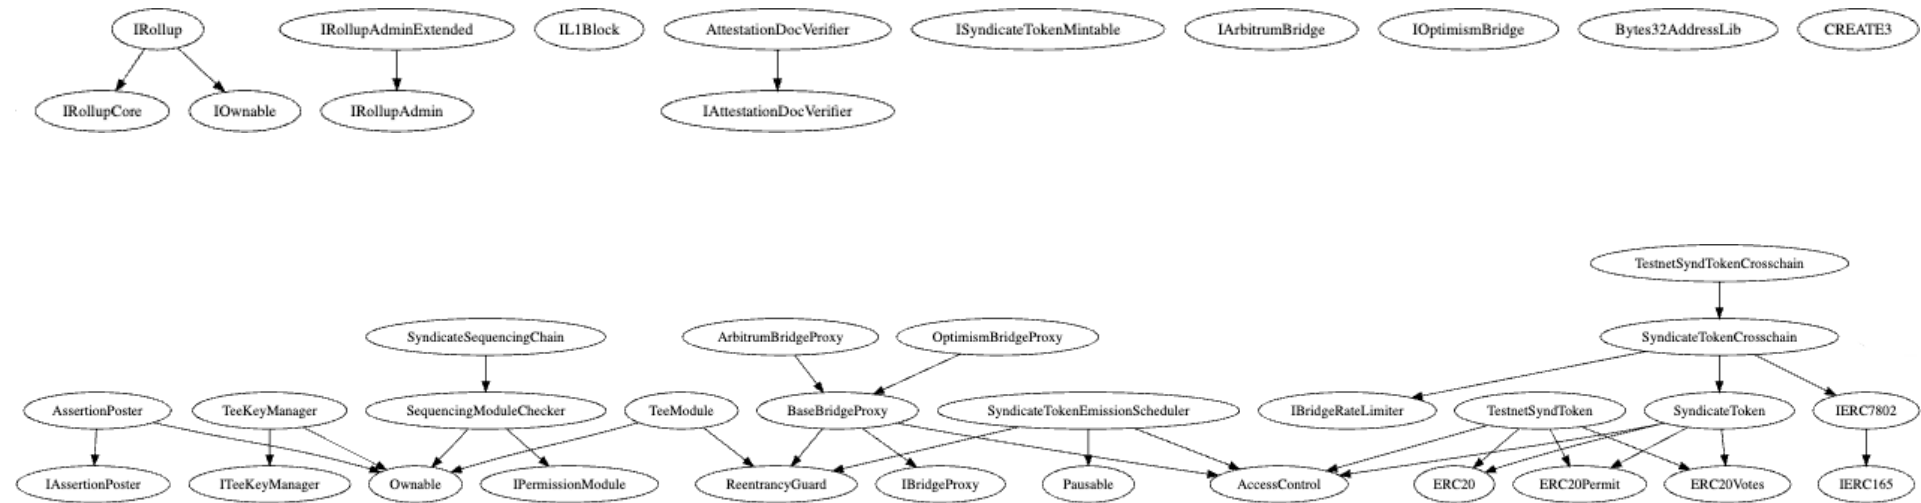 IRollup
IRollupAdminExtended
IL1Block
AttestationDocVerifier
ISyndicateTokenMintable
IArbitrumBridge
IOptimismBridge
Bytes32AddressLib
CREATE3
IRollupCore
IOwnable
IRollupAdmin
IAttestationDocVerifier
TestnetSyndTokenCrosschain
SyndicateSequencingChain
ArbitrumBridgeProxy
OptimismBridgeProxy
SyndicateTokenCrosschain
AssertionPoster
TeeKeyManager
SequencingModuleChecker
TeeModule
BaseBridgeProxy
SyndicateTokenEmissionScheduler
IBridgeRateLimiter
TestnetSyndToken
SyndicateToken
IERC7802
IAssertionPoster
ITeeKeyManager
Ownable
IPermissionModule
ReentrancyGuard
IBridgeProxy
Pausable
AccessControl
ERC20
ERC20Permit
ERC20Votes
IERC165